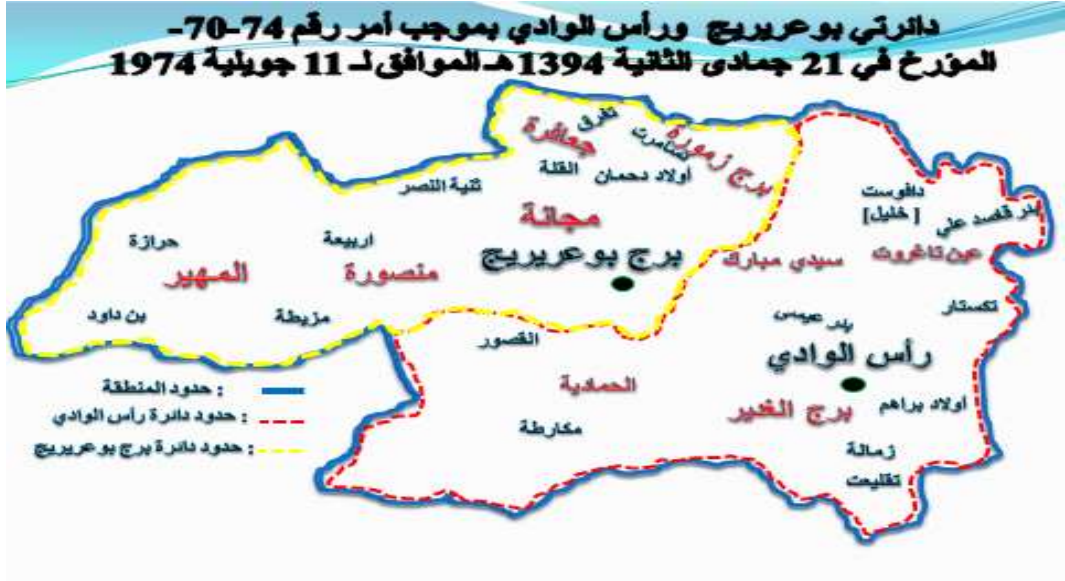 دائرتي بوعريريج ورأس الوادي بموجب أمر رقم 74-70-
المؤرخ في 21 جمادى الثانية 1394هـ الموافق لـ 11 جويلية 1974
تفرق
جعافرة
تسامرت
برج زمورة
القلة
أولاد دحمان
ثنية النصر
دافوست
[خليل]
بئر قاصد علي
مجانة
حرازة
اربيعة
برج بوعريريج
سيدي مبارك
عين تاغروت
المهير
منصورة
تكستار
بن داود
مزيطة
القصور
بئر عيسى
رأس الوادي
الحمادية
برج الغدير
اولاد براهم
مكارطة
زمالة
تقليعت
: حدود المنطقة
: حدود دائرة رأس الوادي
: حدود دائرة برج بوعريريج